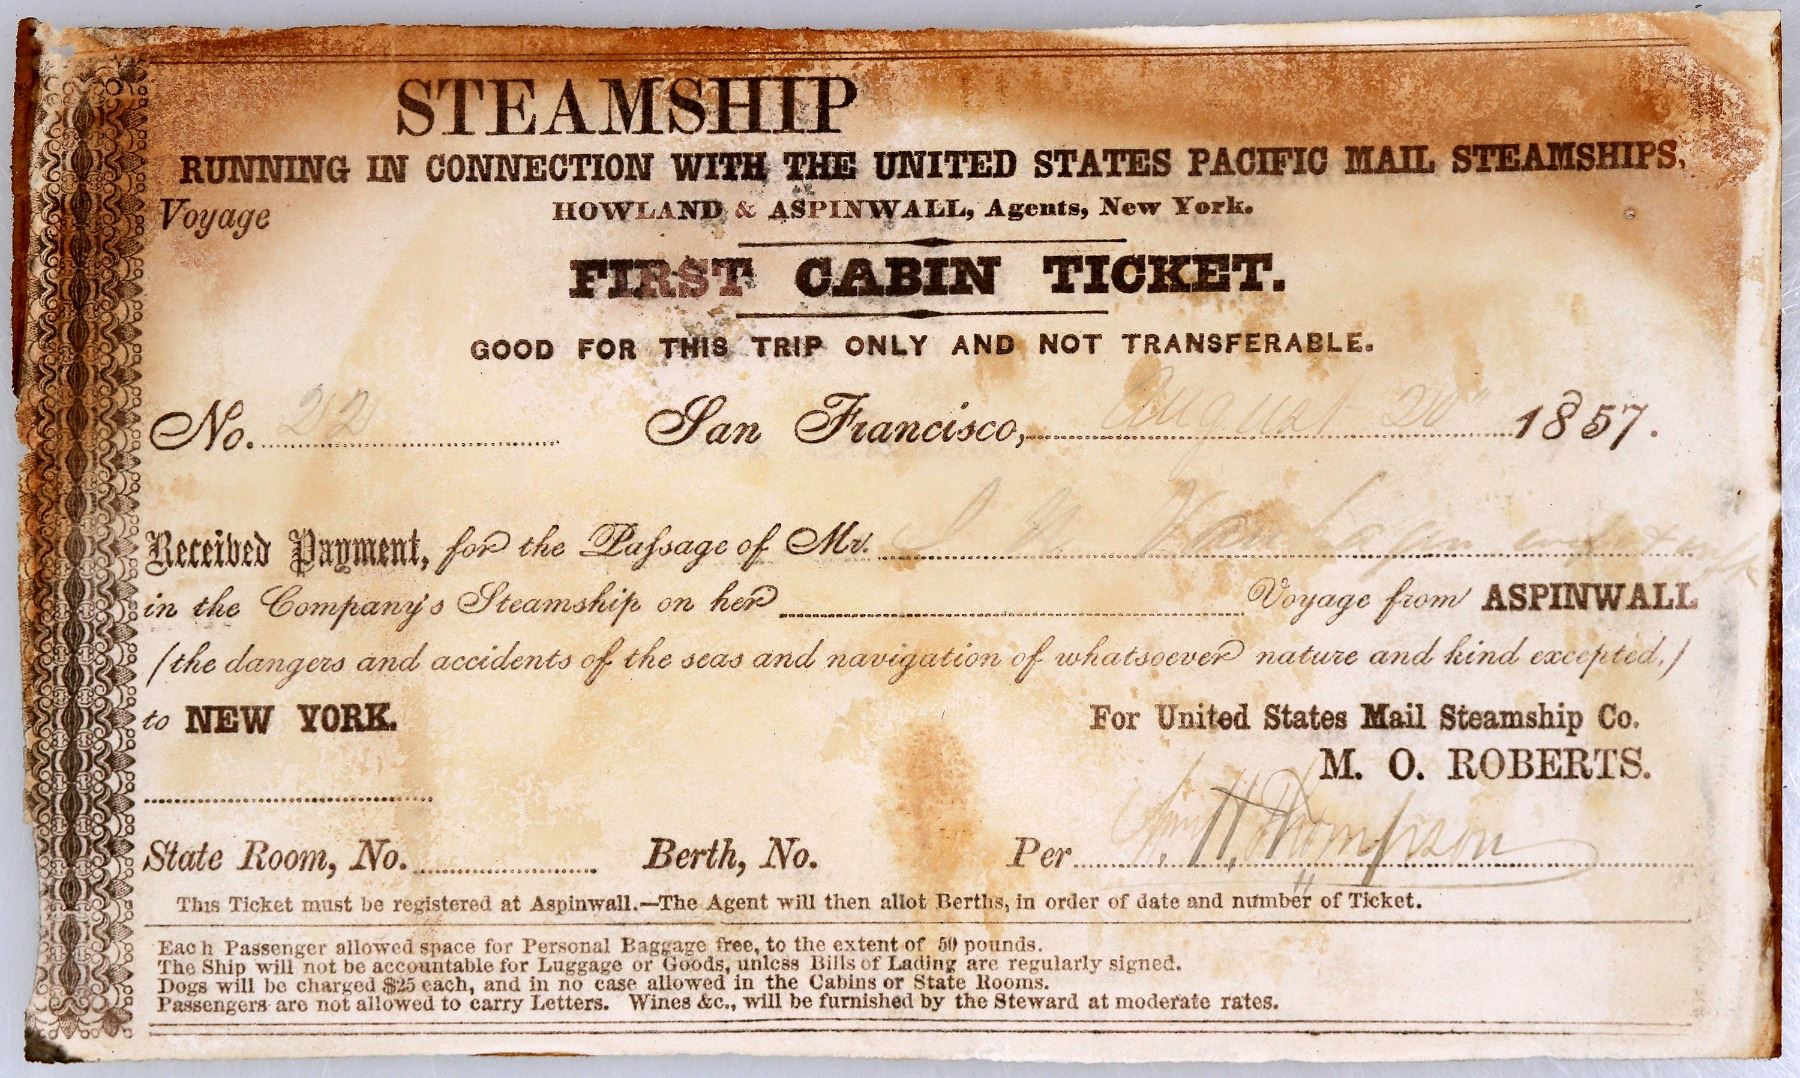 STEAMSHIP
RUNNING IN CONNECTION WITH THE UNITED STATES PACIFIC MAIL STEAMSHIPS,
Voyage HOWLAND & ASPINWALL, Agents, New York.
FIRST CABIN TICKET.
GOOD FOR THIS TRIP ONLY AND NOT TRANSFERABLE.
No. 22 San Francisco, August 20 1857.
Received Payment, for the Passage of Mr.
in the Company's Steamship on her Voyage from ASPINWALL
(the dangers and accidents of the seas and navigation of whatsoever nature and kind excepted,)
to NEW YORK. For United States Mail Steamship Co.
M. O. ROBERTS.
State Room, No. Berth, No. Per H. Thompson
This Ticket must be registered at Aspinwall.—The Agent will then allot Berths, in order of date and number of Ticket.
Each Passenger allowed space for Personal Baggage free, to the extent of 50 pounds.
The Ship will not be accountable for Luggage or Goods, unless Bills of Lading are regularly signed.
Dogs will be charged $25 each, and in no case allowed in the Cabins or State Rooms.
Passengers are not allowed to carry Letters. Wines &c., will be furnished by the Steward at moderate rates.